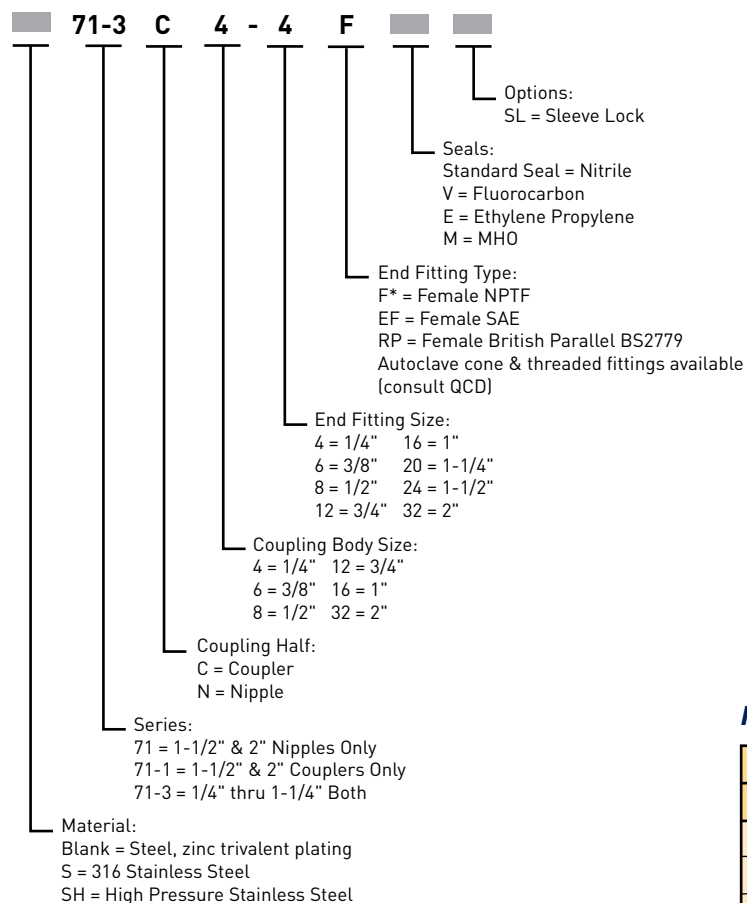 71-3 C 4 - 4 F
Options:
SL = Sleeve Lock
Seals:
Standard Seal = Nitrile
V = Fluorocarbon
E = Ethylene Propylene
M = MHO
End Fitting Type:
F* = Female NPTF
EF = Female SAE
RP = Female British Parallel BS2779
Autoclave cone & threaded fittings available
(consult QCD)
End Fitting Size:
4 = 1/4" 16 = 1"
6 = 3/8" 20 = 1-1/4"
8 = 1/2" 24 = 1-1/2"
12 = 3/4" 32 = 2"
Coupling Body Size:
4 = 1/4" 12 = 3/4"
6 = 3/8" 16 = 1"
8 = 1/2" 32 = 2"
Coupling Half:
C = Coupler
N = Nipple
Series:
71 = 1-1/2" & 2" Nipples Only
71-1 = 1-1/2" & 2" Couplers Only
71-3 = 1/4" thru 1-1/4" Both
Material:
Blank = Steel, zinc trivalent plating
S = 316 Stainless Steel
SH = High Pressure Stainless Steel